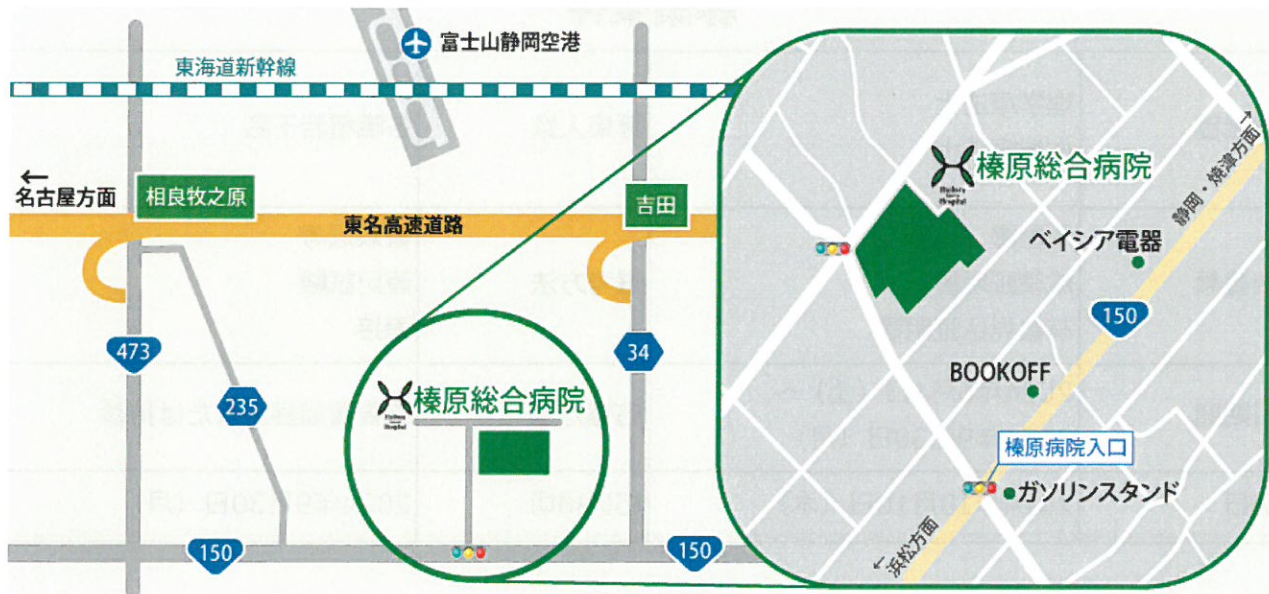 富士山静岡空港
東海道新幹線
←
名古屋方面
相良牧之原
吉田
東名高速道路
473
235
34
榛原総合病院
150
150
榛原総合病院
静岡・焼津方面→
ベイシア電器
150
BOOKOFF
榛原病院入口
ガソリンスタンド
←浜松方面